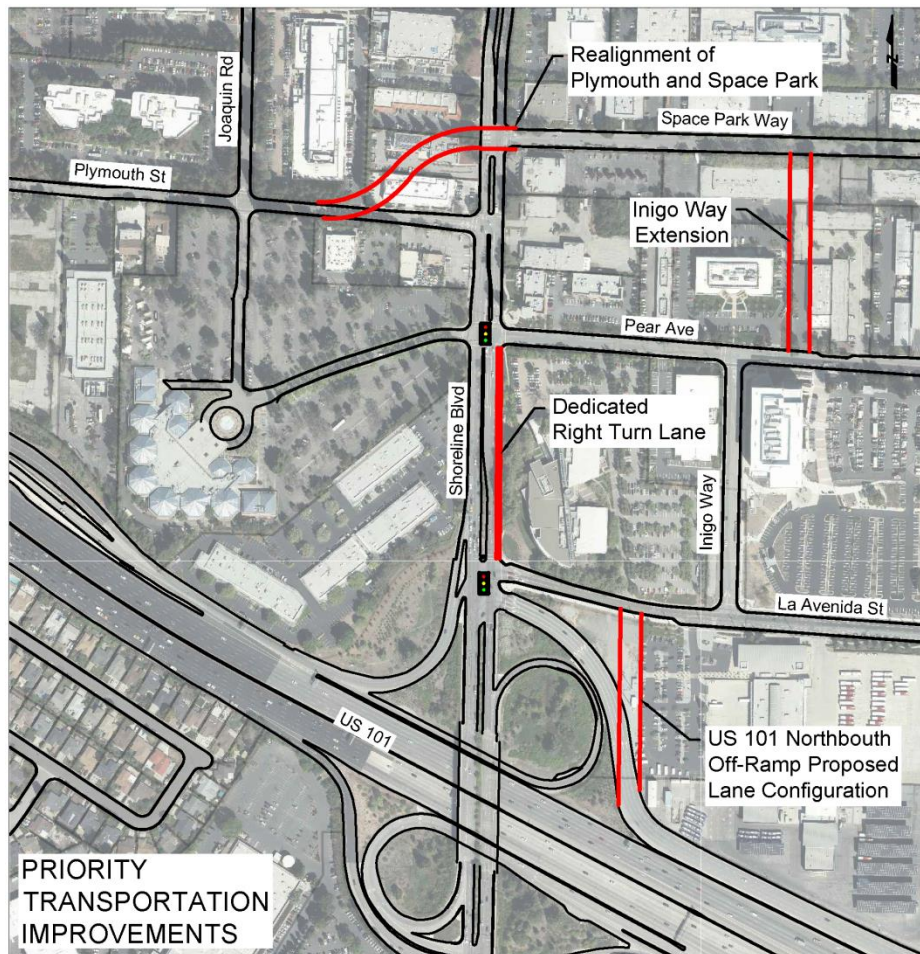 Z
Realignment of
Plymouth and Space Park
Joaquin Rd
Space Park Way
Plymouth St
Inigo Way
Extension
Pear Ave
Shoreline Blvd
Dedicated
Right Turn Lane
Inigo Way
La Avenida St
US 101
US 101 Northbouth
Off-Ramp Proposed
Lane Configuration
PRIORITY
TRANSPORTATION
IMPROVEMENTS